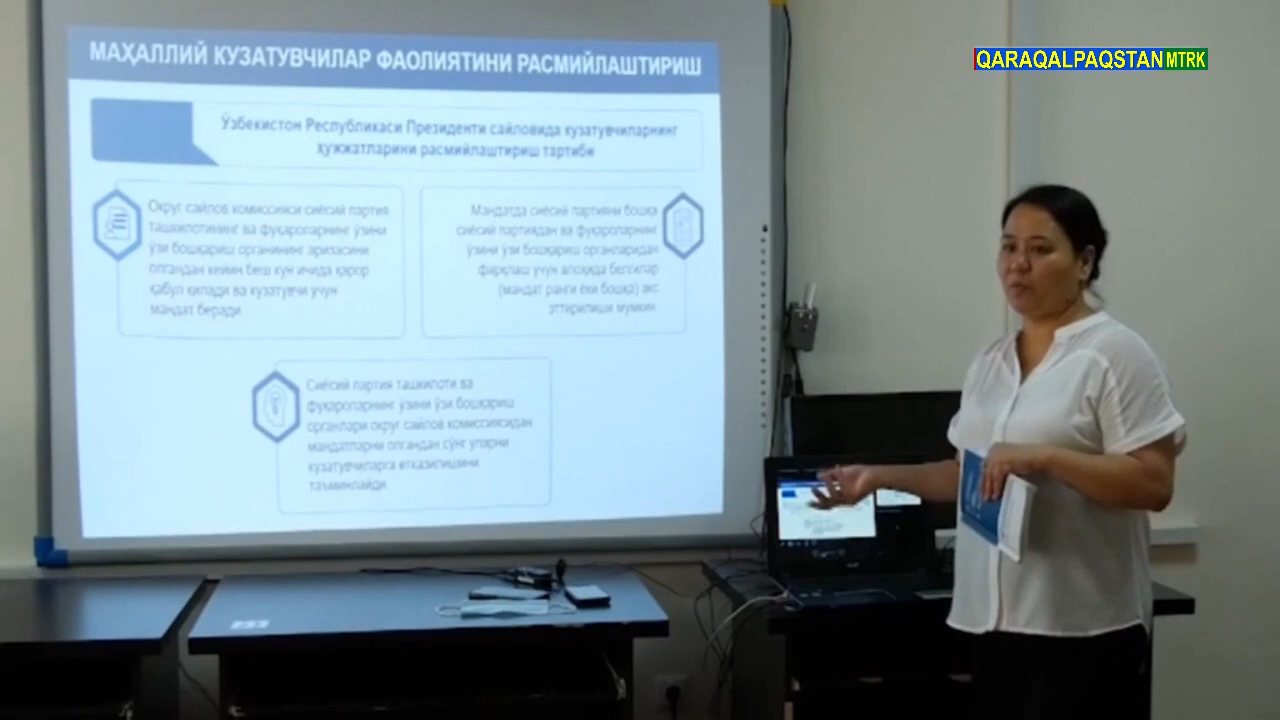 МАҲАЛЛИЙ КУЗАТУВЧИЛАР ФАОЛИЯТИНИ РАСМИЙЛАШТИРИШ
QARAQALPAQSTAN MTRK
Ўзбекистон Республикаси Президенти сайловида кузатувчиларнинг
ҳужжатларини расмийлаштириш тартиби
Округ сайлов комиссияси сиёсий партия
ташкилотининг ва фуқароларнинг ўзини
ўзи бошқариш органининг аризасини
олгандан кейин беш кун ичида қарор
қабул қилади ва кузатувчи учун
мандат беради.
Мандатда сиёсий партияни бошқа
сиёсий партиядан ва фуқароларнинг
ўзини ўзи бошқариш органларидан
фарқлаш учун алоҳида белгилар
(мандат ранги ёки бошқа) акс
эттирилиши мумкин.
Сиёсий партия ташкилоти ва
фуқароларнинг ўзини ўзи бошқариш
органлари округ сайлов комиссиясидан
мандатларни олгандан сўнг уларни
кузатувчиларга етказилишини
таъминлайди.